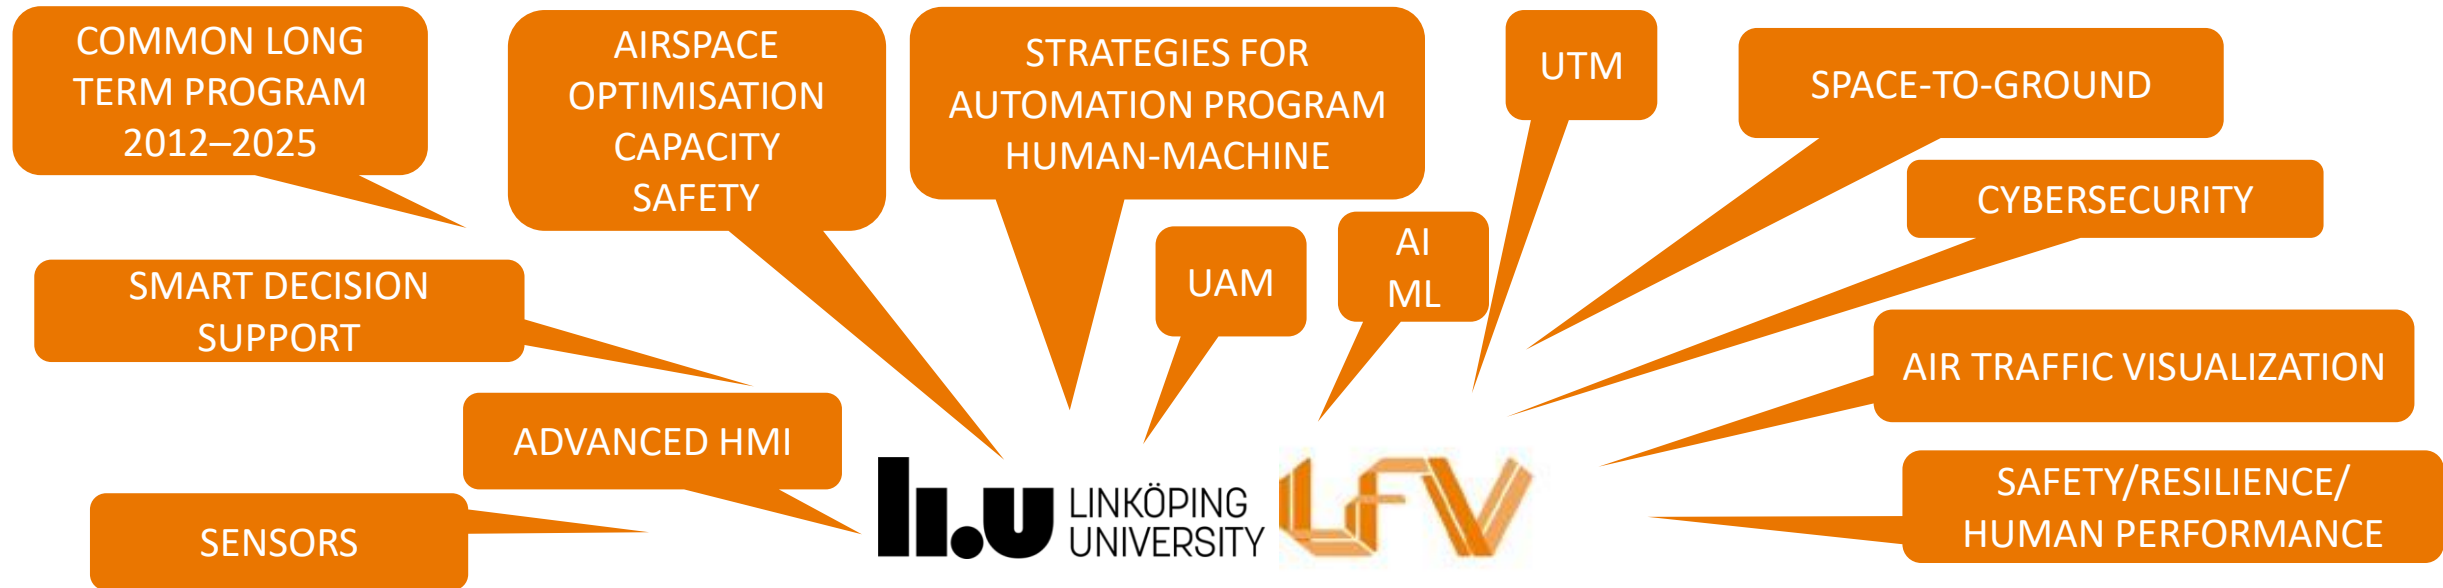 COMMON LONG
TERM PROGRAM
2012–2025
AIRSPACE
OPTIMISATION
CAPACITY
SAFETY
STRATEGIES FOR
AUTOMATION PROGRAM
HUMAN-MACHINE
UTM
SPACE-TO-GROUND
CYBERSECURITY
UAM
AI
ML
SMART DECISION
SUPPORT
AIR TRAFFIC VISUALIZATION
ADVANCED HMI
SENSORS
li.u LINKÖPING
UNIVERSITY
LFV
SAFETY/RESILIENCE/
HUMAN PERFORMANCE